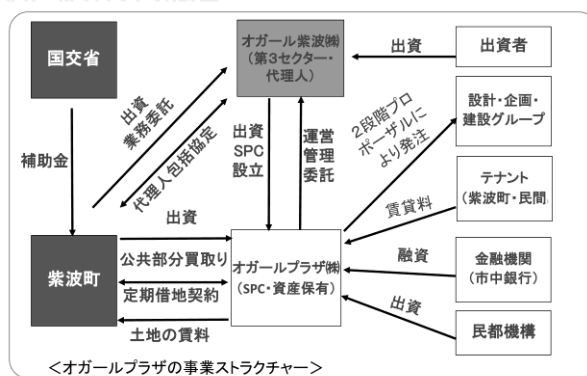 国交省
オガール紫波㈱
(第3セクター・
代理人)
出資
出資者
設計・企画・
建設グループ
出資
業務委託
代理人包括協定
補助金
出資
SPC
設立
運営
管理
委託
2段階プロ
ポーザルに
より発注
テナント
(紫波町・民間
賃貸料
紫波町
出資
公共部分買取り
定期借地契約
土地の賃料
オガールプラザ㈱
(SPC・資産保有)
融資
金融機関
(市中銀行)
出資
民都機構
＜オガールプラザの事業ストラクチャー＞